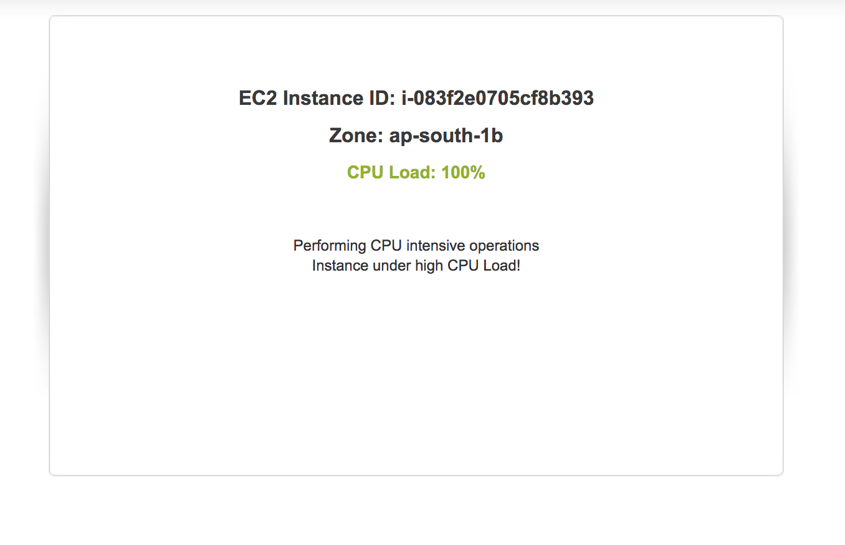 EC2 Instance ID: i-083f2e0705cf8b393
Zone: ap-south-1b
CPU Load: 100%
Performing CPU intensive operations
Instance under high CPU Load!